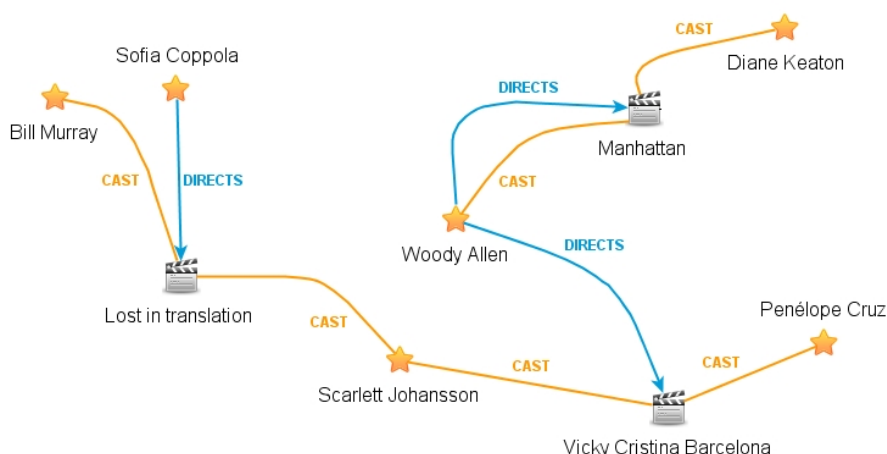 CAST
Diane Keaton
Sofia Coppola
DIRECTS
Bill Murray
Manhattan
CAST
DIRECTS
CAST
Woody Allen
DIRECTS
Lost in translation
CAST
Penélope Cruz
Scarlett Johansson
CAST
CAST
Vicky Cristina Barcelona